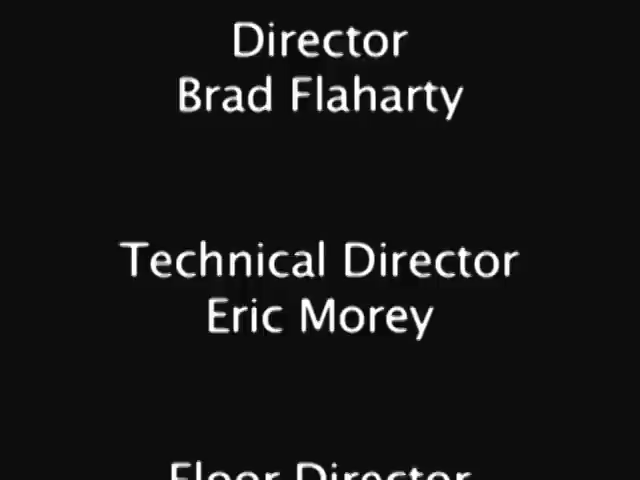 Director
Brad Flaharty
Technical Director
Eric Morey
Floor Director